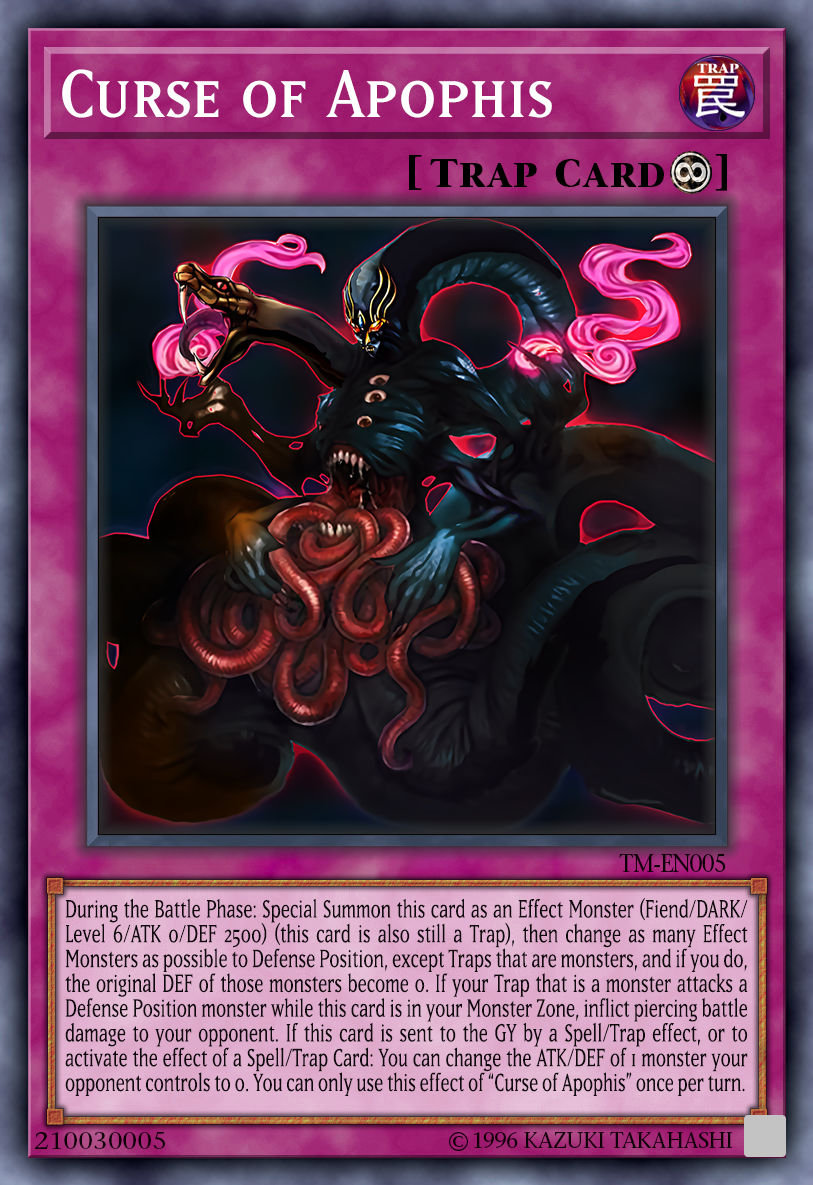 CURSE OF APOPHIS
TRAP
罠
[ TRAP CARD∞]
TM-EN005
During the Battle Phase: Special Summon this card as an Effect Monster (Fiend/DARK/
Level 6/ATK 0/DEF 2500) (this card is also still a Trap), then change as many Effect
Monsters as possible to Defense Position, except Traps that are monsters, and if you do,
the original DEF of those monsters become 0. If your Trap that is a monster attacks a
Defense Position monster while this card is in your Monster Zone, inflict piercing battle
damage to your opponent. If this card is sent to the GY by a Spell/Trap effect, or to
activate the effect of a Spell/Trap Card: You can change the ATK/DEF of 1 monster your
opponent controls to 0. You can only use this effect of “Curse of Apophis” once per turn.
210030005
© 1996 KAZUKI TAKAHASHI